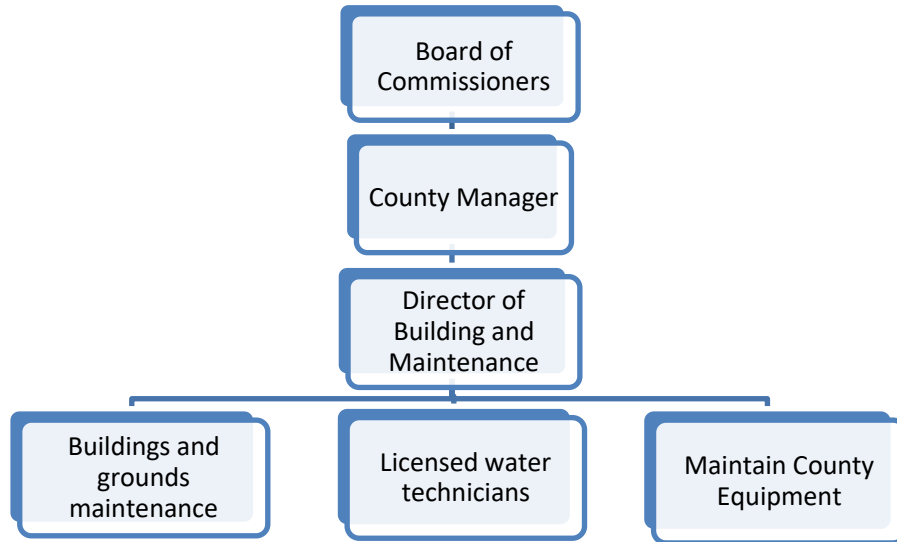 Board of
Commissioners
County Manager
Director of
Building and
Maintenance
Buildings and
grounds
maintenance
Licensed water
technicians
Maintain County
Equipment